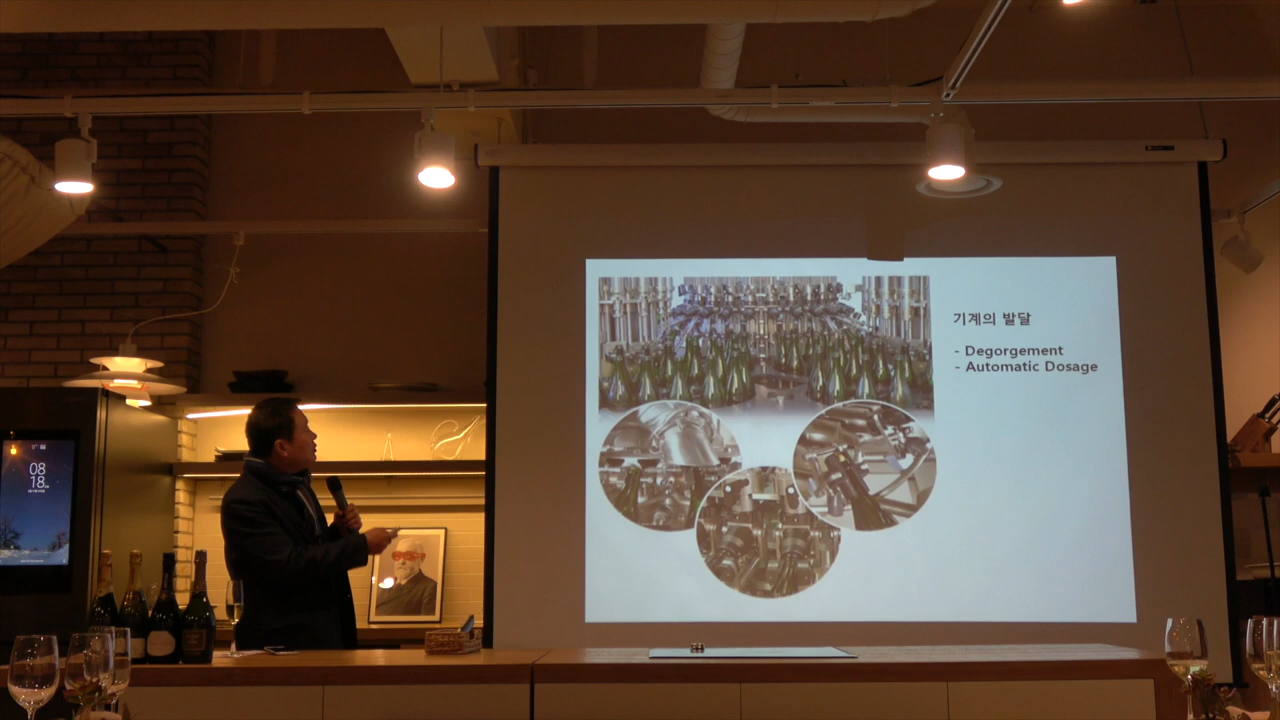 기계의 발달
- Degorgement
- Automatic Dosage
08
18